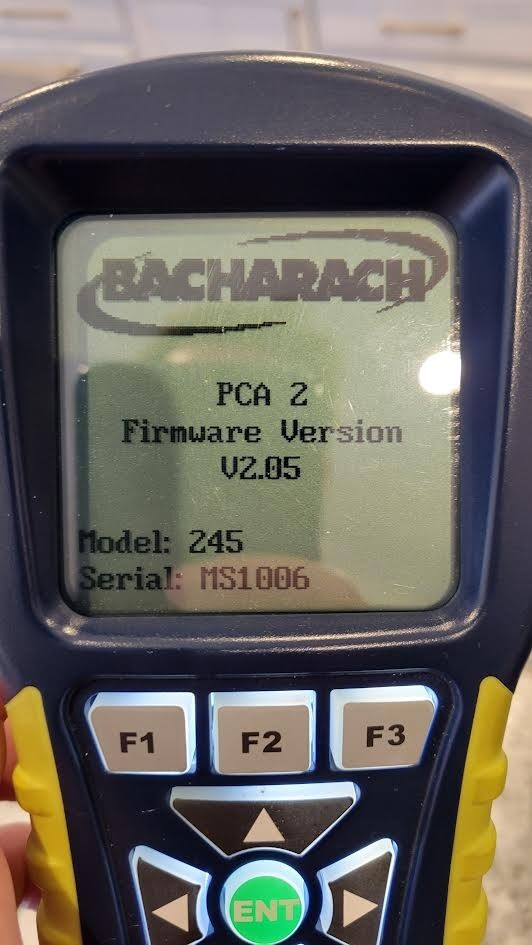 BACHARACH
PCA 2
Firmware Version
V2.05
Model: 245
Serial: MS1006
F1 F2 F3
ENT